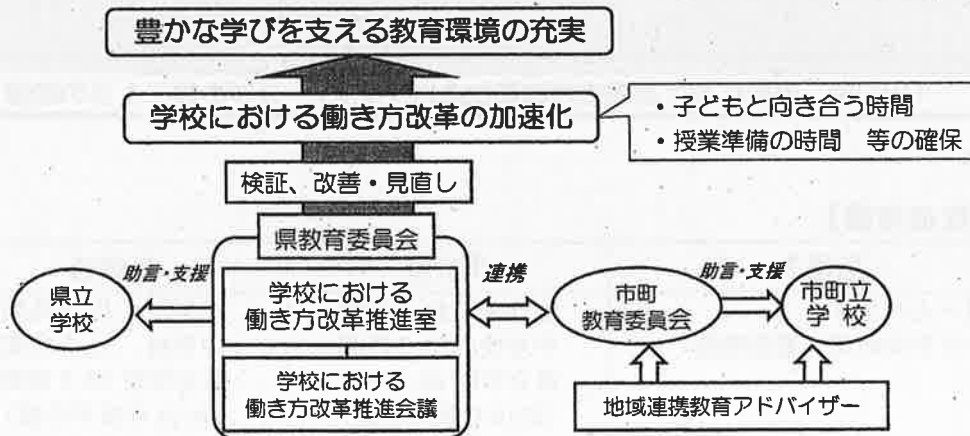 豊かな学びを支える教育環境の充実
学校における働き方改革の加速化
・子どもと向き合う時間
・授業準備の時間　等の確保
検証、改善・見直し
県教育委員会
学校における
働き方改革推進室
学校における
働き方改革推進会議
助言・支援
県立
学校
連携
市町
教育委員会
助言・支援
市町立
学 校
地域連携教育アドバイザー